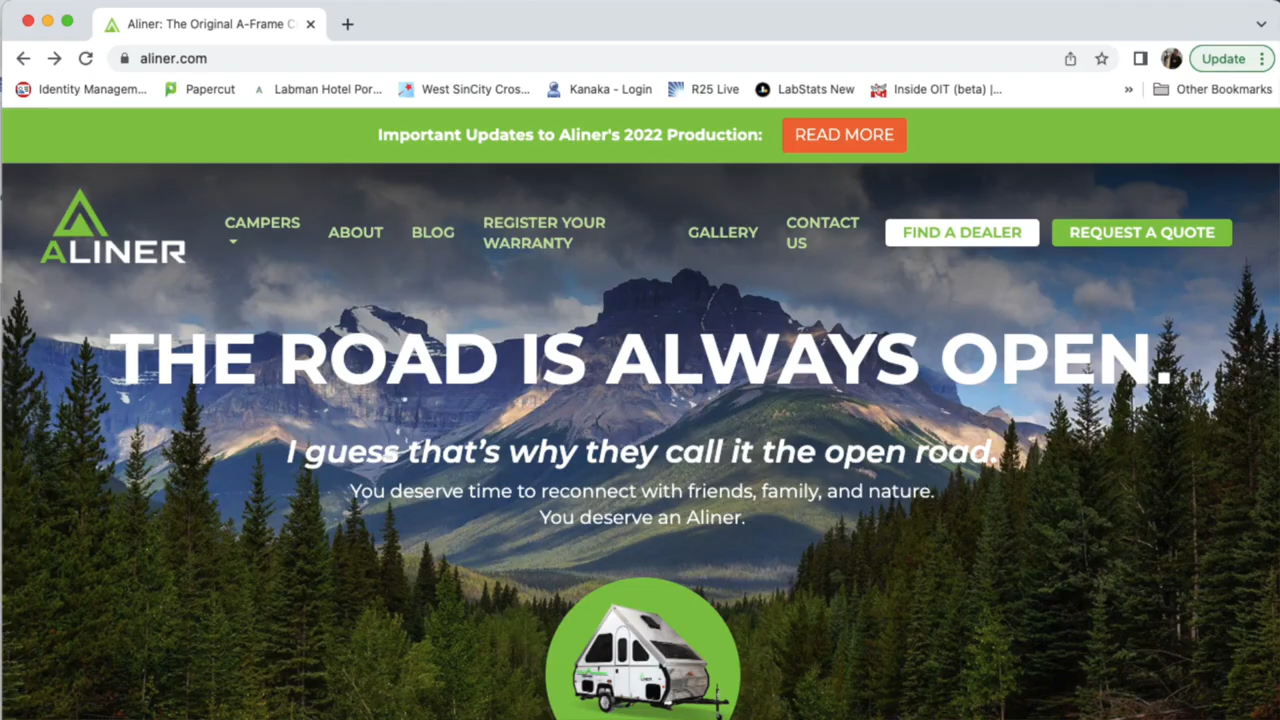 Aliner: The Original A-Frame C
aliner.com
Update
Identity Managem...
Papercut
Labman Hotel Por...
West SinCity Cros...
Kanaka - Login
R25 Live
LabStats New
Inside OIT (beta) |...
»
Other Bookmarks
Important Updates to Aliner's 2022 Production:
READ MORE
ALINER
CAMPERS
ABOUT
BLOG
REGISTER YOUR
WARRANTY
GALLERY
CONTACT
US
FIND A DEALER
REQUEST A QUOTE
THE ROAD IS ALWAYS OPEN.
I guess that's why they call it the open road.
You deserve time to reconnect with friends, family, and nature.
You deserve an Aliner.